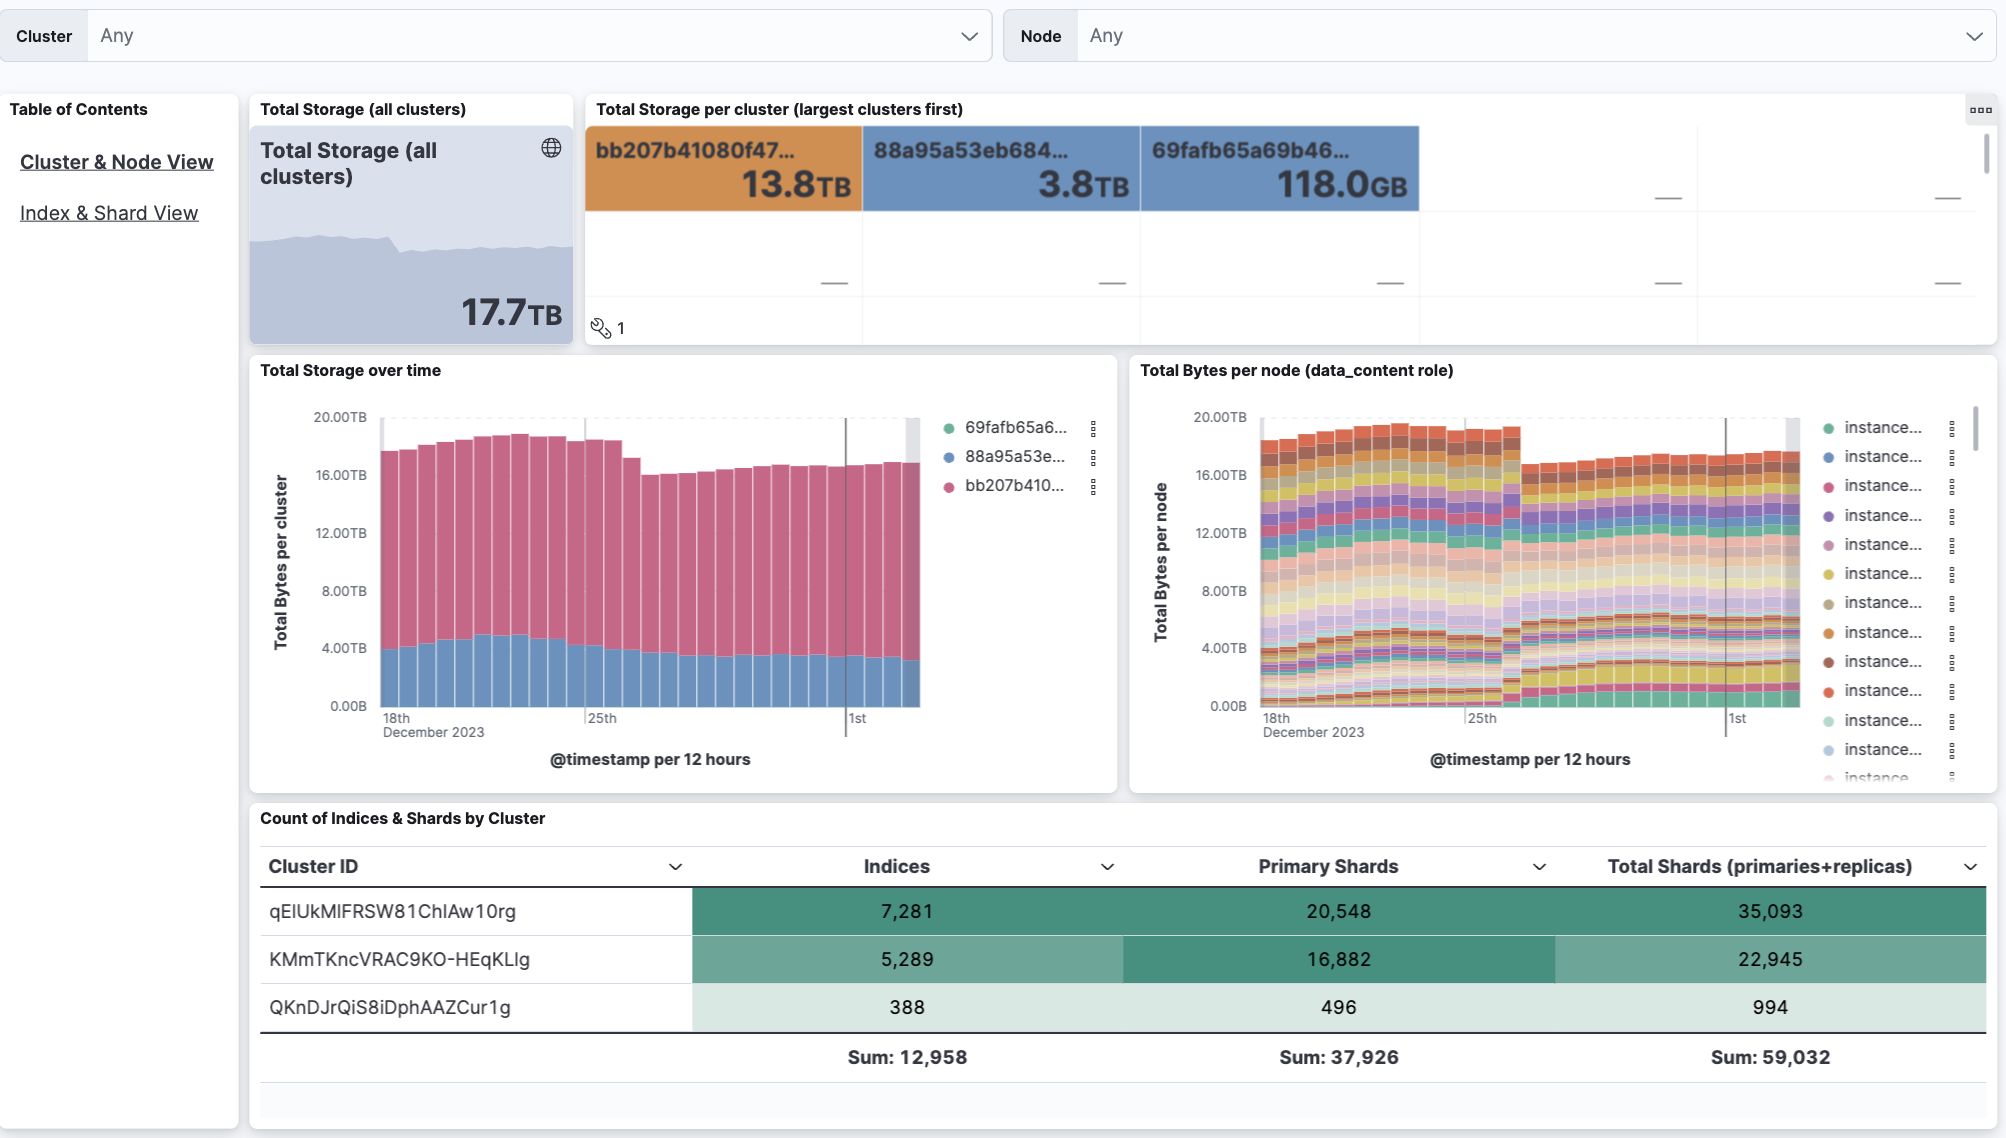 Cluster Any
Node Any
Table of Contents
Cluster & Node View
Index & Shard View
Total Storage (all clusters)
Total Storage (all
clusters)
17.7TB
Total Storage per cluster (largest clusters first)
bb207b41080f47...
13.8TB
88a95a53eb684...
3.8TB
69fafb65a69b46...
118.0GB
1
Total Storage over time
Total Bytes per cluster
20.00TB
16.00TB
12.00TB
8.00TB
4.00TB
0.00B
18th
December 2023
25th
1st
@timestamp per 12 hours
69fafb65a6...
88a95a53e...
bb207b410...
Total Bytes per node (data_content role)
Total Bytes per node
20.00TB
16.00TB
12.00TB
8.00TB
4.00TB
0.00B
18th
December 2023
25th
1st
@timestamp per 12 hours
instance...
instance...
instance...
instance...
instance...
instance...
instance...
instance...
instance...
instance...
instance...
instance...
instance
Count of Indices & Shards by Cluster
Cluster ID Indices Primary Shards Total Shards (primaries+replicas)
qEIUkMIFRSW81ChIAw10rg 7,281 20,548 35,093
KMmTKncVRAC9KO-HEqKLIg 5,289 16,882 22,945
QKnDJrQiS8iDphAAZCur1g 388 496 994
Sum: 12,958 Sum: 37,926 Sum: 59,032